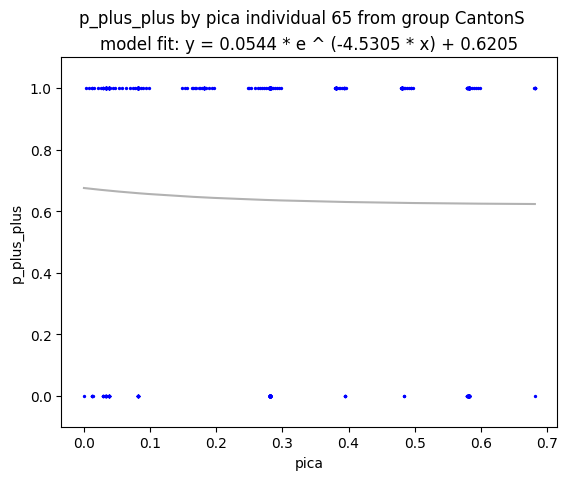 p_plus_plus by pica individual 65 from group CantonS
model fit: y = 0.0544 * e ^ (-4.5305 * x) + 0.6205
1.0
0.8
0.6
0.4
0.2
0.0
p_plus_plus
0.0 0.1 0.2 0.3 0.4 0.5 0.6 0.7
pica